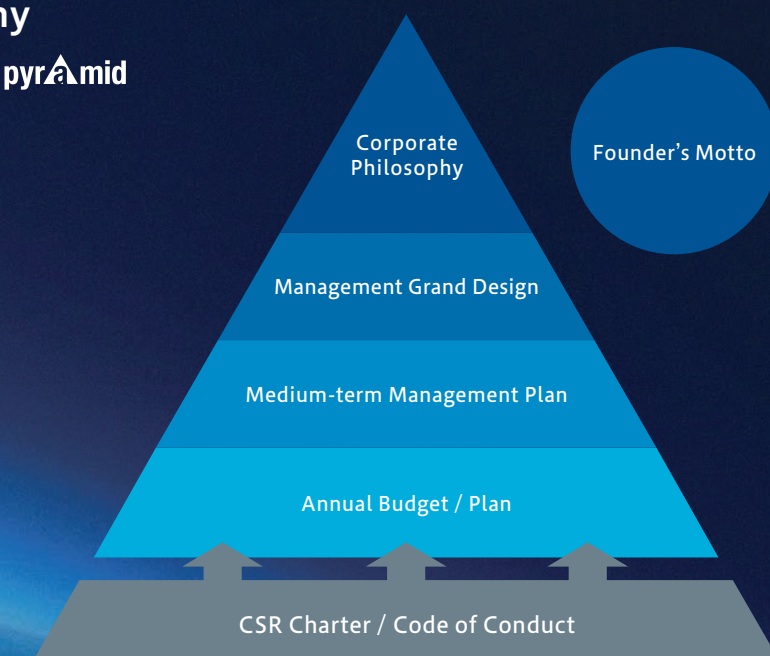 pyramid
Corporate
Philosophy
Founder's Motto
Management Grand Design
Medium-term Management Plan
Annual Budget / Plan
CSR Charter / Code of Conduct